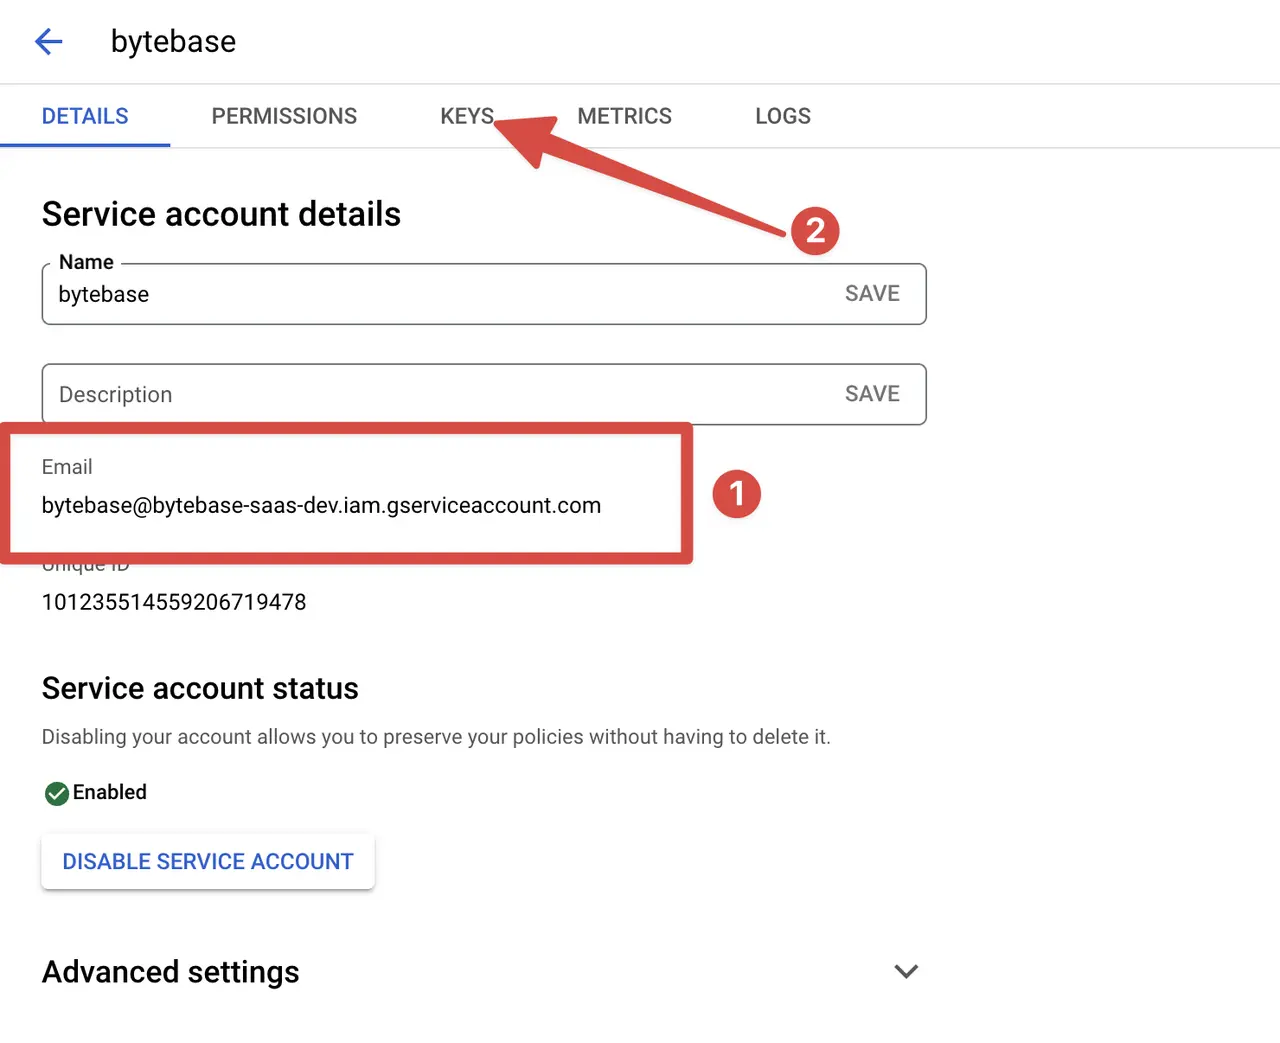 bytebase
DETAILS PERMISSIONS KEYS METRICS LOGS
2
Service account details
Name
bytebase SAVE
Description SAVE
Email
bytebase@bytebase-saas-dev.iam.gserviceaccount.com
1
Unique ID
101235514559206719478
Service account status
Disabling your account allows you to preserve your policies without having to delete it.
Enabled
DISABLE SERVICE ACCOUNT
Advanced settings